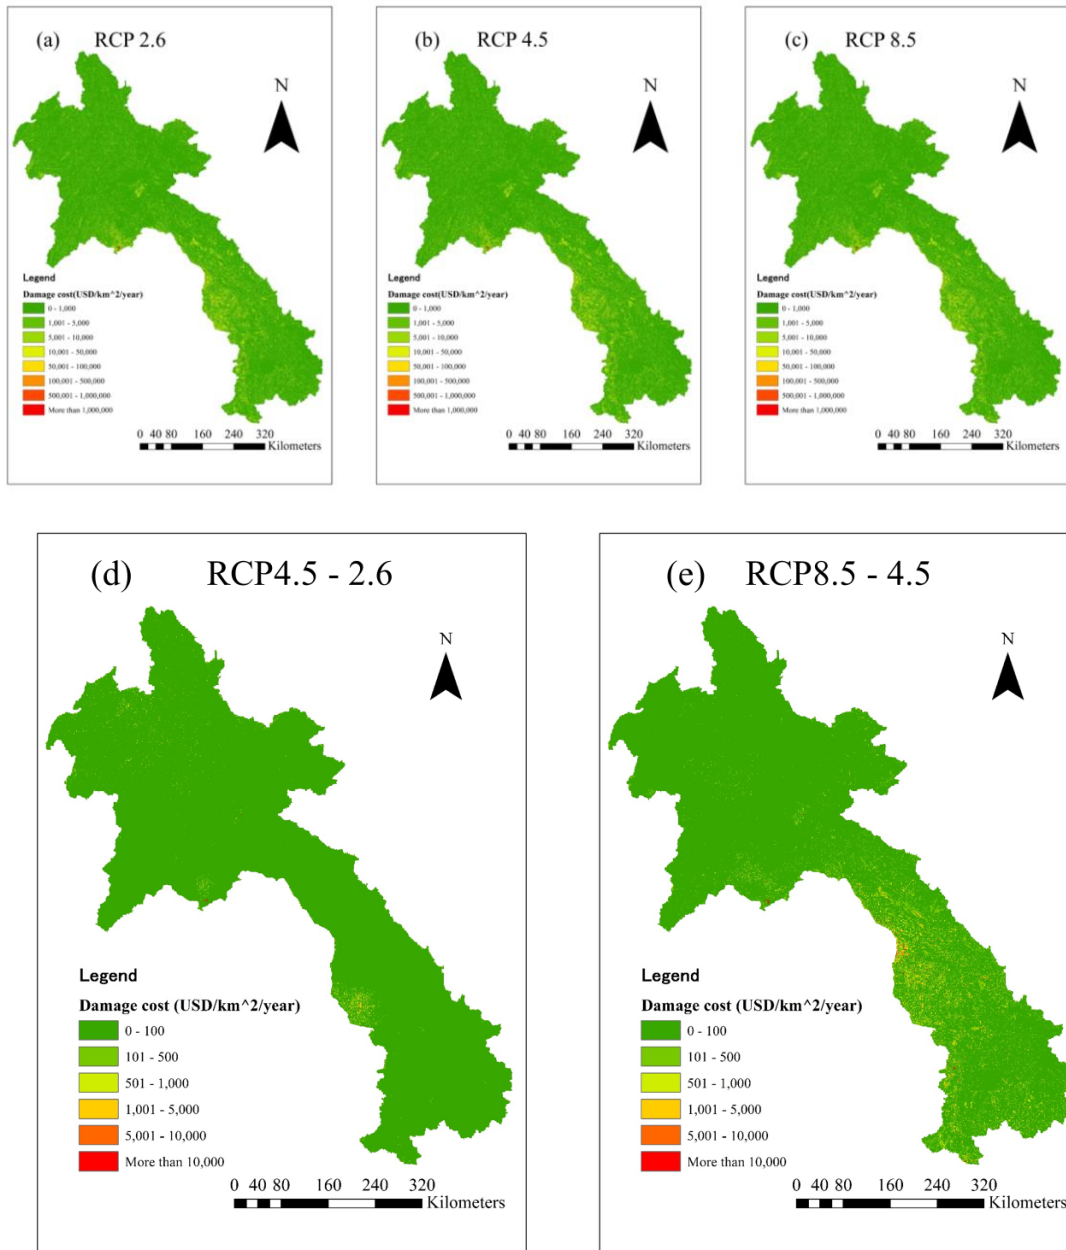 (a) RCP 2.6
N
Legend
Damage cost(USD/km^2/year)
0 - 1,000
1,001 - 5,000
5,001 - 10,000
10,001 - 50,000
50,001 - 100,000
100,001 - 500,000
500,001 - 1,000,000
More than 1,000,000
0 40 80 160 240 320
Kilometers
(b) RCP 4.5
N
Legend
Damage cost(USD/km^2/year)
0 - 1,000
1,001 - 5,000
5,001 - 10,000
10,001 - 50,000
50,001 - 100,000
100,001 - 500,000
500,001 - 1,000,000
More than 1,000,000
0 40 80 160 240 320
Kilometers
(c) RCP 8.5
N
Legend
Damage cost(USD/km^2/year)
0 - 1,000
1,001 - 5,000
5,001 - 10,000
10,001 - 50,000
50,001 - 100,000
100,001 - 500,000
500,001 - 1,000,000
More than 1,000,000
0 40 80 160 240 320
Kilometers
(d) RCP4.5 - 2.6
N
Legend
Damage cost (USD/km^2/year)
0 - 100
101 - 500
501 - 1,000
1,001 - 5,000
5,001 - 10,000
More than 10,000
0 40 80 160 240 320
Kilometers
(e) RCP8.5 - 4.5
N
Legend
Damage cost (USD/km^2/year)
0 - 100
101 - 500
501 - 1,000
1,001 - 5,000
5,001 - 10,000
More than 10,000
0 40 80 160 240 320
Kilometers